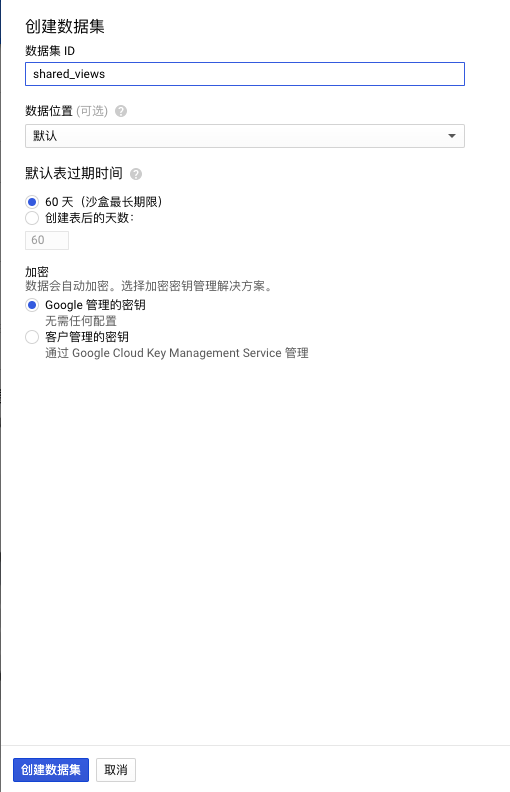 创建数据集
数据集 ID
shared_views
数据位置 (可选) ?
默认
默认表过期时间 ?
60 天（沙盒最长期限）
创建表后的天数：
60
加密
数据会自动加密。选择加密密钥管理解决方案。
Google 管理的密钥
无需任何配置
客户管理的密钥
通过 Google Cloud Key Management Service 管理
创建数据集 取消